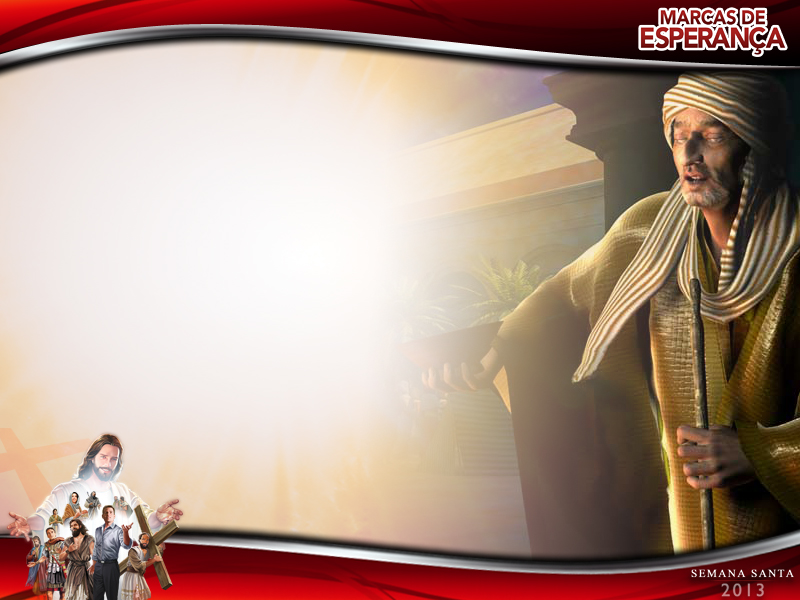 MARCAS DE
ESPERANÇA
SEMANA SANTA
2013